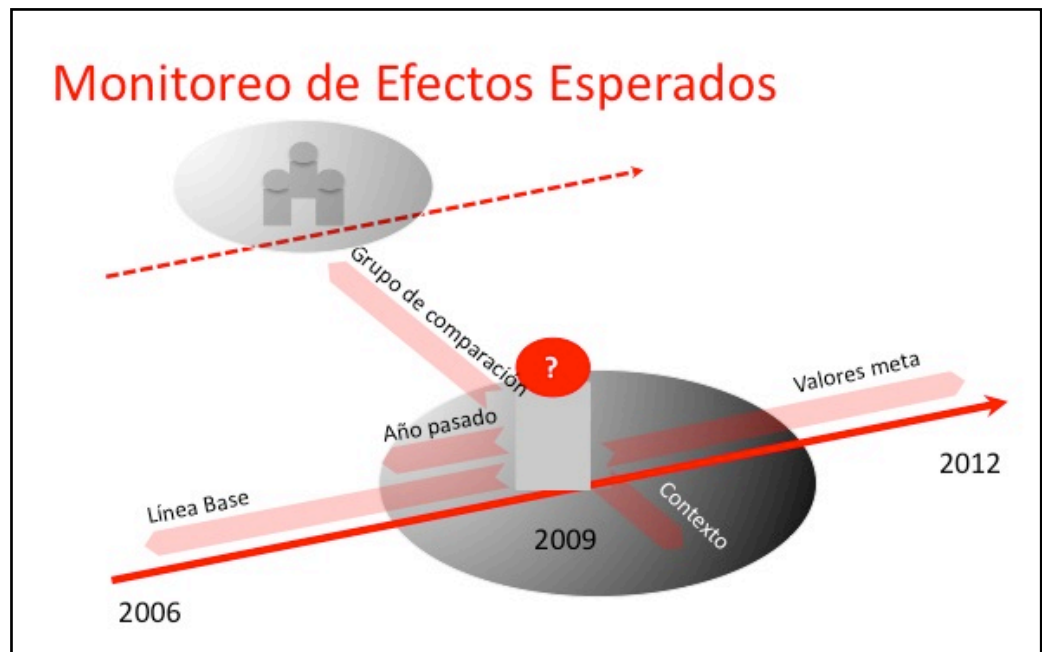 Monitoreo de Efectos Esperados
Grupo de comparación
?
Valores meta
Año pasado
2012
Línea Base
Contexto
2009
2006